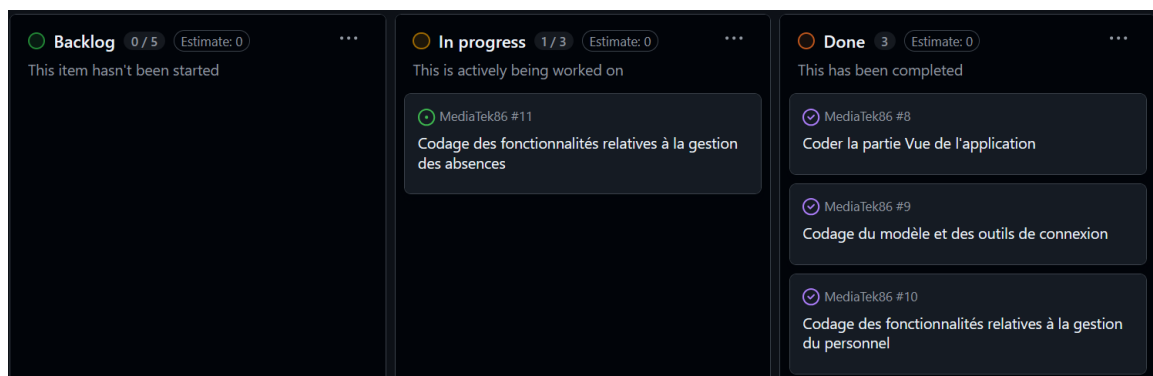 Backlog 0 / 5 Estimate: 0
This item hasn't been started
In progress 1 / 3 Estimate: 0
This is actively being worked on
MediaTek86 #11
Codage des fonctionnalités relatives à la gestion
des absences
Done 3 Estimate: 0
This has been completed
MediaTek86 #8
Coder la partie Vue de l'application
MediaTek86 #9
Codage du modèle et des outils de connexion
MediaTek86 #10
Codage des fonctionnalités relatives à la gestion
du personnel